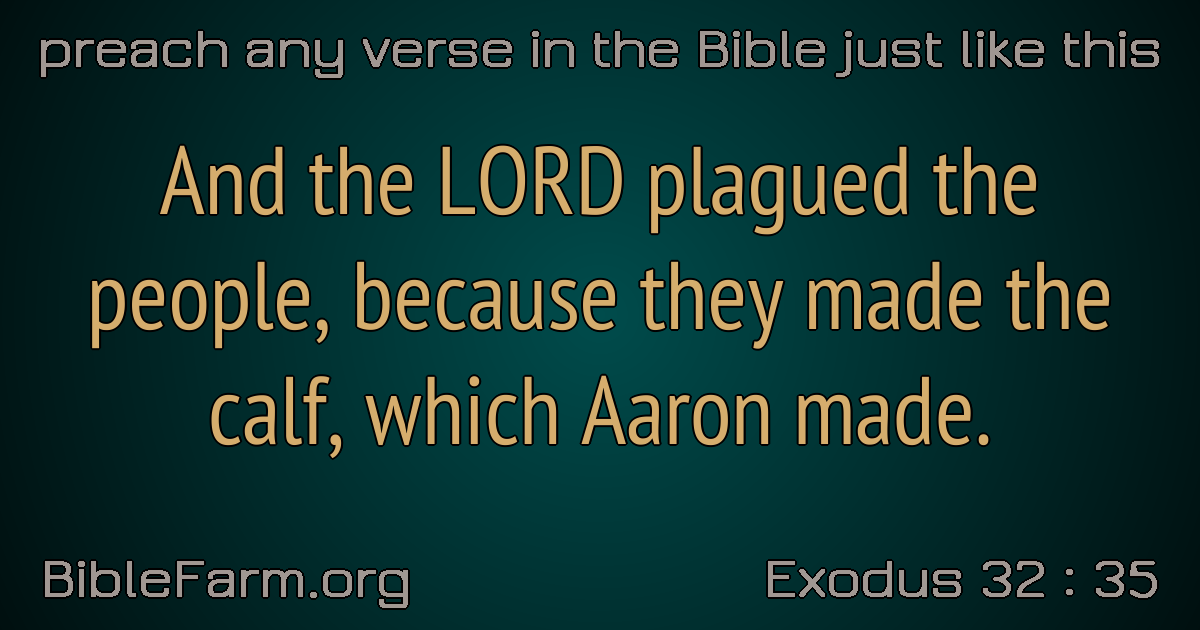 preach any verse in the Bible just like this
And the LORD plagued the
people, because they made the
calf, which Aaron made.
BibleFarm.org
Exodus 32 : 35